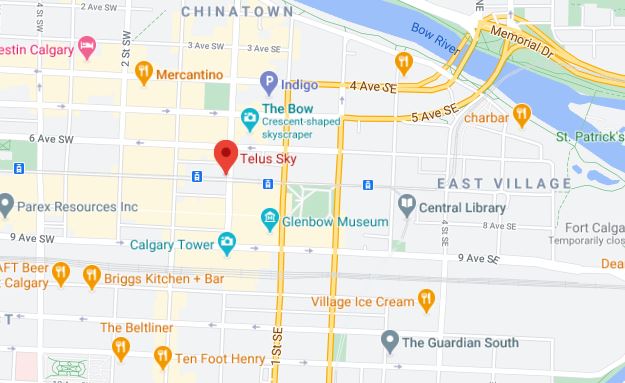 CHINATOWN
NE
Bow River
Memorial Dr
estin Calgary
2 St SW
3 Ave SW
3 Ave SE
Mercantino
P
Indigo
4 Ave SE
The Bow
Crescent-shaped
skyscraper
5 Ave SE
charbar
6 Ave SW
St. Patrick's
Telus Sky
EAST VILLAGE
Parex Resources Inc
Glenbow Museum
Central Library
4 St SE
8 Ave SE
Fort Calga
Temporarily clos
9 Ave SW
Calgary Tower
9 Ave SE
Dea
AFT Beer
t Calgary
Briggs Kitchen + Bar
Village Ice Cream
The Beltliner
1 St SE
The Guardian South
T
Ten Foot Henry